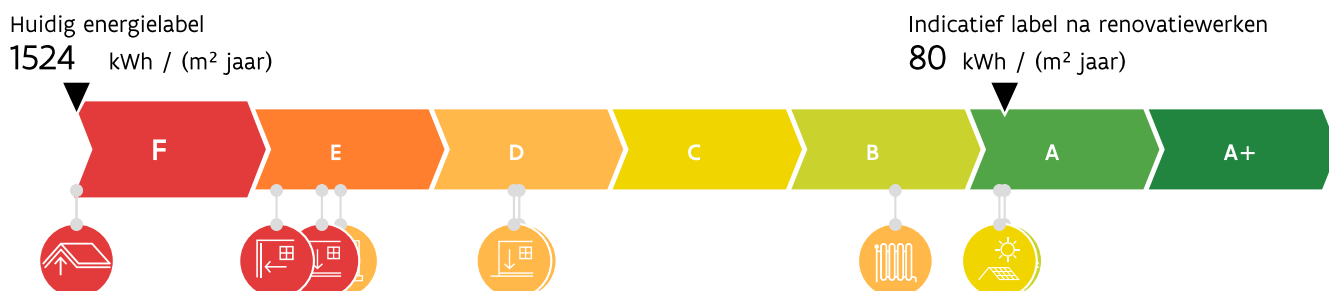 Huidig energielabel
1524 kWh / (m² jaar)
Indicatief label na renovatiewerken
80 kWh / (m² jaar)
F E D C B A A+